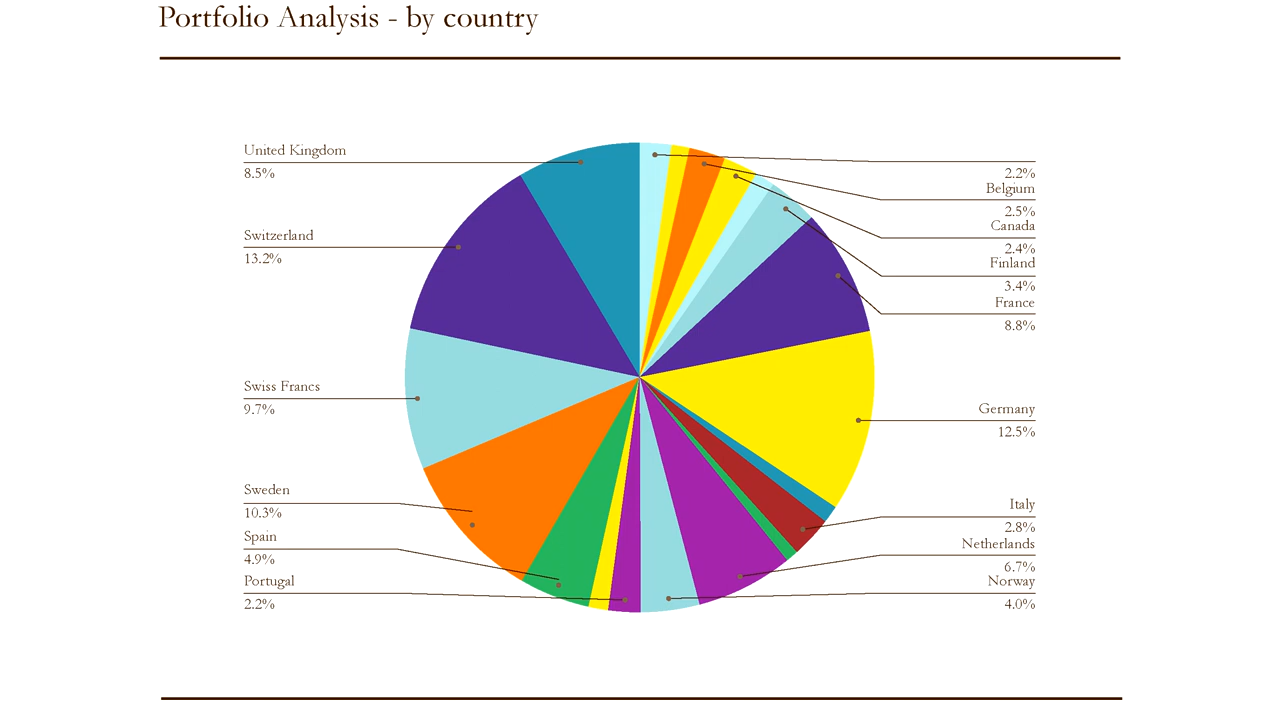 Portfolio Analysis - by country
United Kingdom
8.5%
Switzerland
13.2%
Swiss Francs
9.7%
Sweden
10.3%
Spain
4.9%
Portugal
2.2%
2.2%
Belgium
2.5%
Canada
2.4%
Finland
3.4%
France
8.8%
Germany
12.5%
Italy
2.8%
Netherlands
6.7%
Norway
4.0%